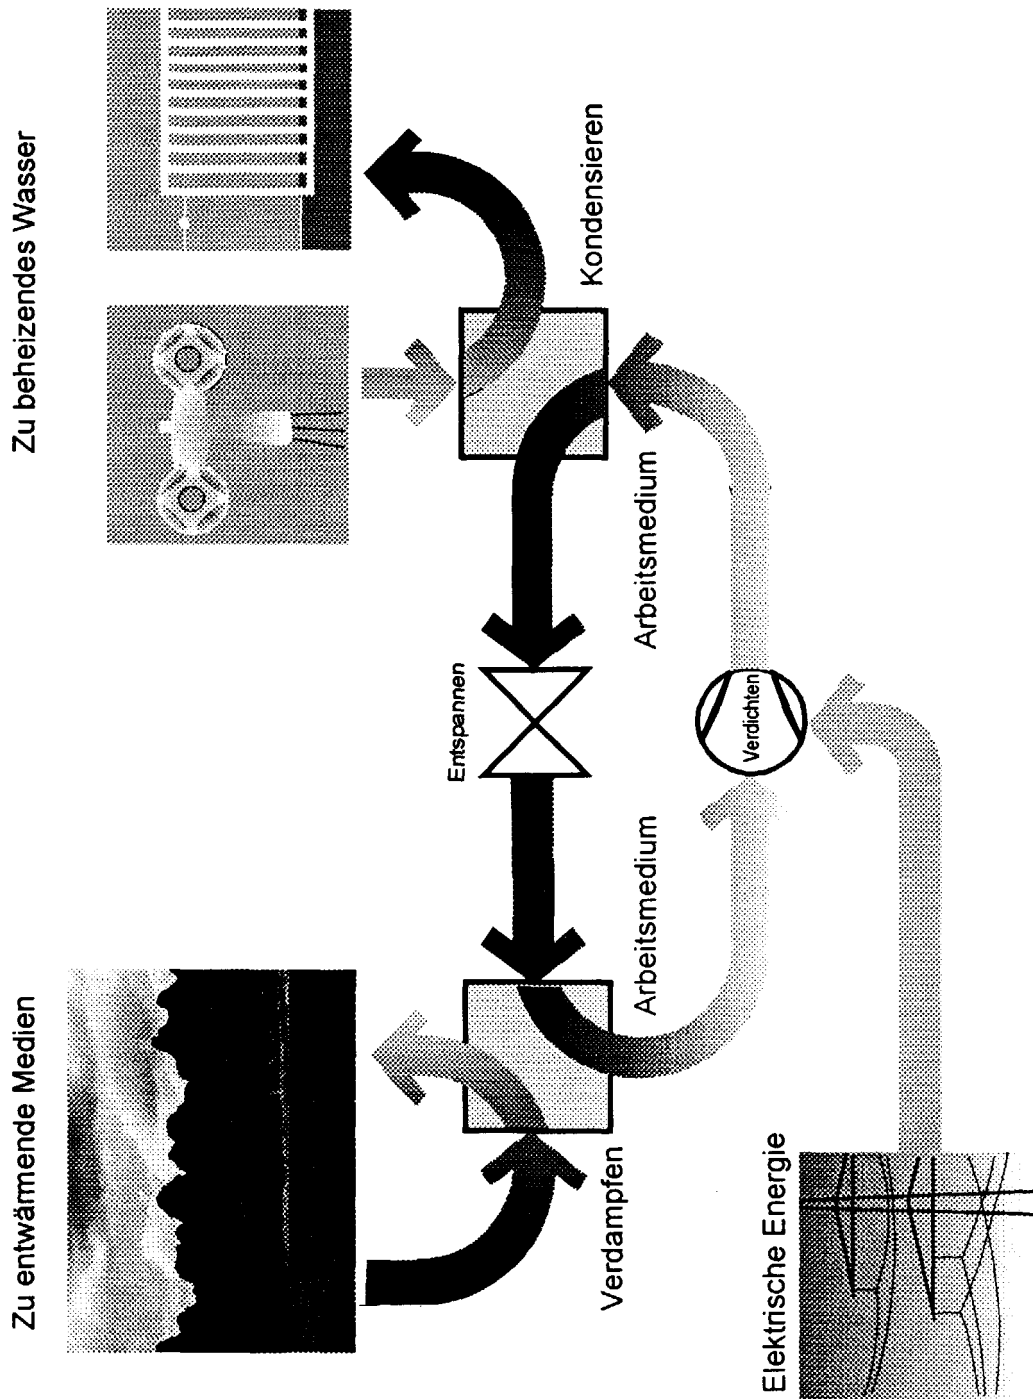 Zu entwärmende Medien
Zu beheizendes Wasser
Entspannen
Verdampfen
Arbeitsmedium
Arbeitsmedium
Kondensieren
Verdichten
Elektrische Energie